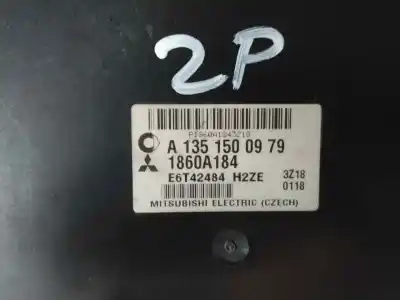 2P
A 135 150 09 79
1860A184
E6T42484 H2ZE 3Z18
0118
MITSUBISHI ELECTRIC (CZECH)